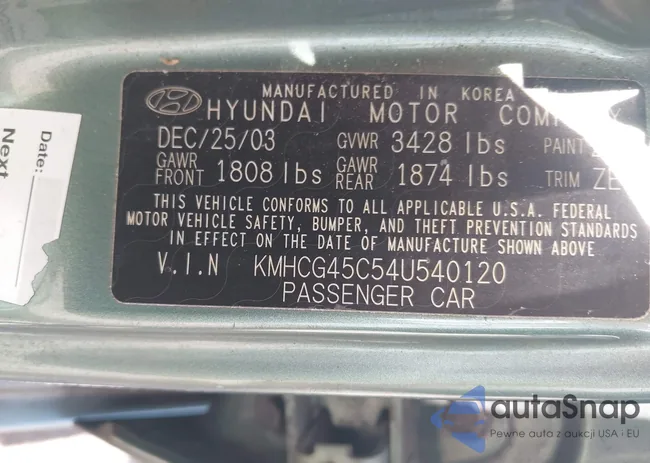 MANUFACTURED IN KOREA
HYUNDAI MOTOR COMPANY
DEC/25/03 GVWR 3428 lbs PAINT
GAWR FRONT 1808 lbs GAWR REAR 1874 lbs TRIM ZE
THIS VEHICLE CONFORMS TO ALL APPLICABLE U.S.A. FEDERAL
MOTOR VEHICLE SAFETY, BUMPER, AND THEFT PREVENTION STANDARDS
IN EFFECT ON THE DATE OF MANUFACTURE SHOWN ABOVE
V.I.N KMHCG45C54U540120
PASSENGER CAR
Date:
Next
autaSnap
Pewne auta z aukcji USA - EU